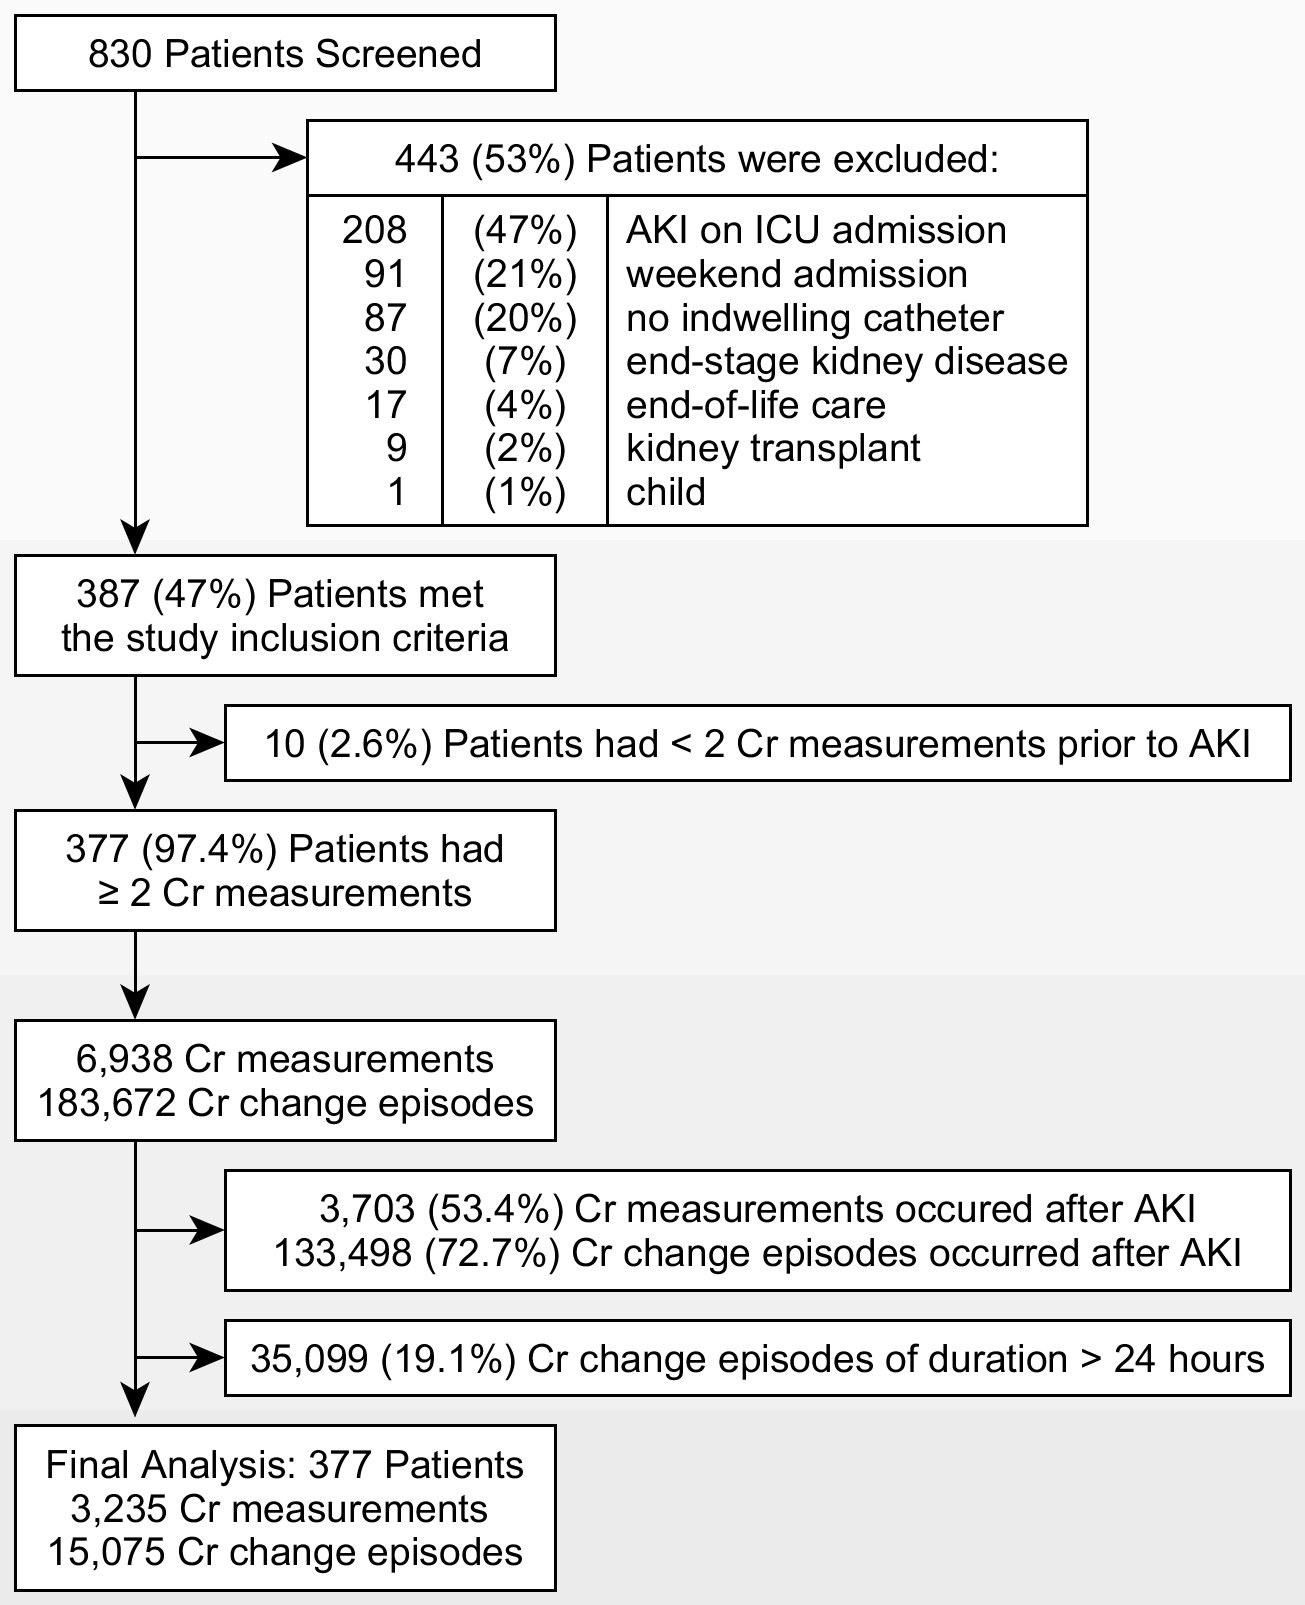 830 Patients Screened
443 (53%) Patients were excluded:
208 (47%) AKI on ICU admission
91 (21%) weekend admission
87 (20%) no indwelling catheter
30 (7%) end-stage kidney disease
17 (4%) end-of-life care
9 (2%) kidney transplant
1 (1%) child
387 (47%) Patients met
the study inclusion criteria
10 (2.6%) Patients had < 2 Cr measurements prior to AKI
377 (97.4%) Patients had
≥ 2 Cr measurements
6,938 Cr measurements
183,672 Cr change episodes
3,703 (53.4%) Cr measurements occured after AKI
133,498 (72.7%) Cr change episodes occurred after AKI
35,099 (19.1%) Cr change episodes of duration > 24 hours
Final Analysis: 377 Patients
3,235 Cr measurements
15,075 Cr change episodes